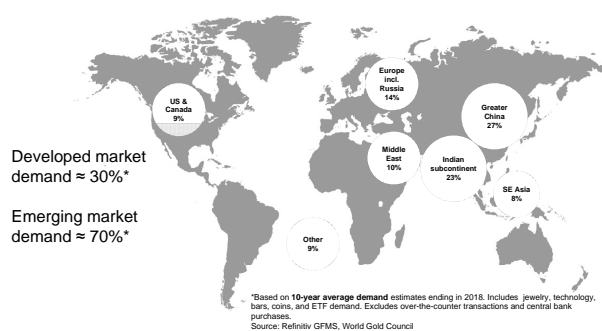 Europe
incl.
Russia
14%
US &
Canada
9%
Greater
China
27%
Developed market
demand ≈ 30%*
Middle
East
10%
Indian
subcontinent
23%
SE Asia
8%
Emerging market
demand ≈ 70%*
Other
9%
*Based on 10-year average demand estimates ending in 2018. Includes jewelry, technology,
bars, coins, and ETF demand. Excludes over-the-counter transactions and central bank
purchases.
Source: Refinitiv GFMS, World Gold Council